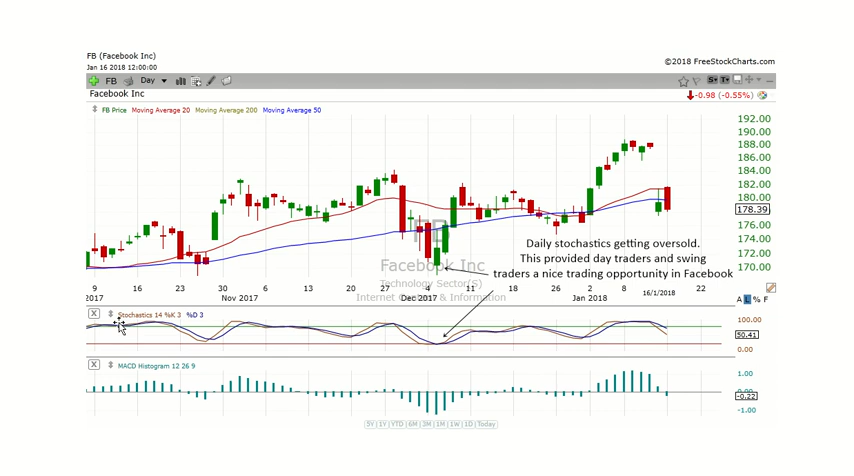 FB (Facebook Inc)
©2018 FreeStockCharts.com
Jan 16 2018 12:00:00
FB Day
Facebook Inc
-0.98 (-0.55%)
FB Price Moving Average 20 Moving Average 200 Moving Average 50
192.00
190.00
188.00
186.00
184.00
182.00
180.00
178.39
176.00
174.00
172.00
170.00
FB
Facebook Inc
Technology Sector(S)
Internet Content & Information
Daily stochastics getting oversold.
This provided day traders and swing
traders a nice trading opportunity in Facebook
9 16 23 Nov 2017 6 13 20 27 Dec 2017 4 11 18 26 Jan 2018 8 16/1/2018 22
2017
A L % F
X Stochastics 14 %K 3 %D 3
100.00
50.41
0.00
X MACD Histogram 12 26 9
1.00
0.00
-0.22
-1.00
5Y 1Y YTD 6M 3M 1M 1W 1D Today